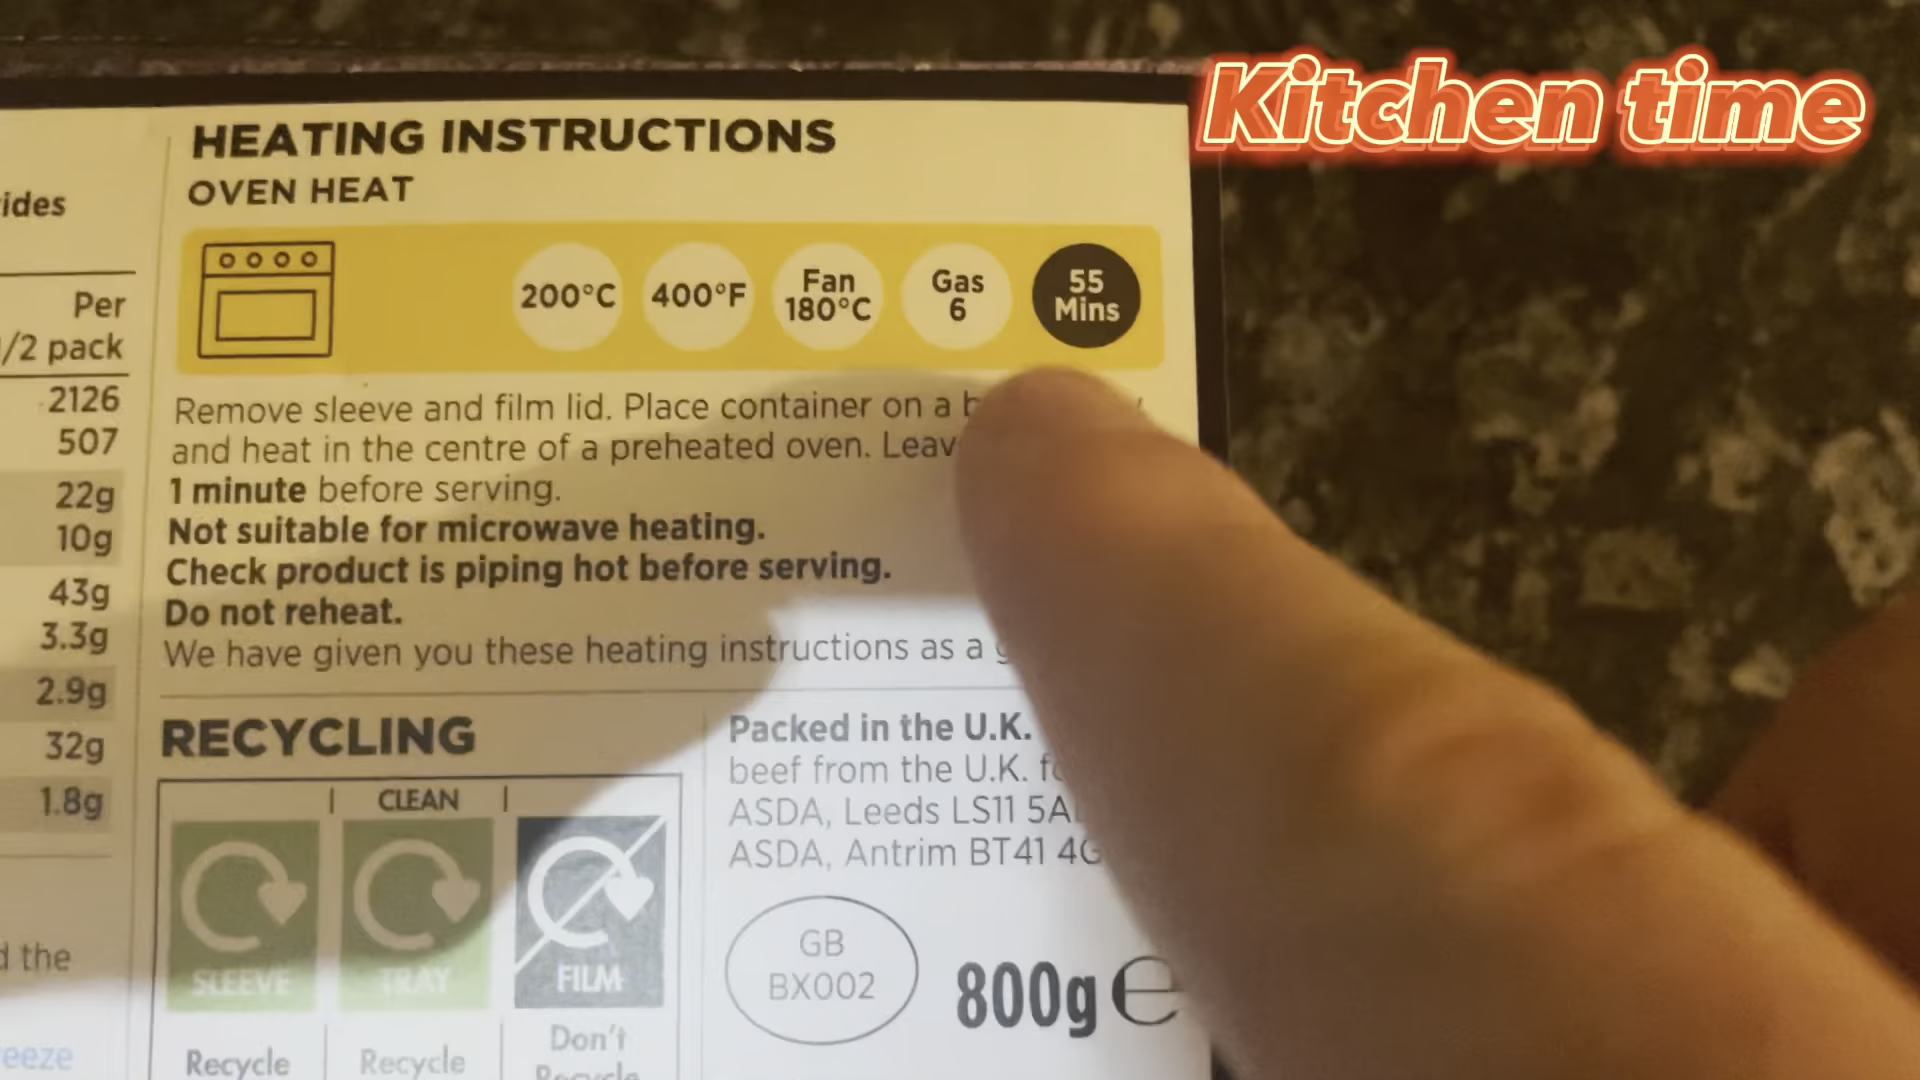 Kitchen time
HEATING INSTRUCTIONS
OVEN HEAT
200°C
400°F
Fan
180°C
Gas
6
55
Mins
Remove sleeve and film lid. Place container on a
and heat in the centre of a preheated oven.
1 minute before serving.
Not suitable for microwave heating.
Check product is piping hot before serving.
Do not reheat.
We have given you these heating instructions as a
Per
/2 pack
2126
507
22g
10g
43g
3.3g
2.9g
32g
1.8g
the
RECYCLING
CLEAN
SLEEVE
TRAY
FILM
Recycle
Recycle
Don't
Recycle
Packed in the U.K.
beef from the U.K.
ASDA, Leeds LS11
ASDA, Antrim BT41
GB
BX002
800g e